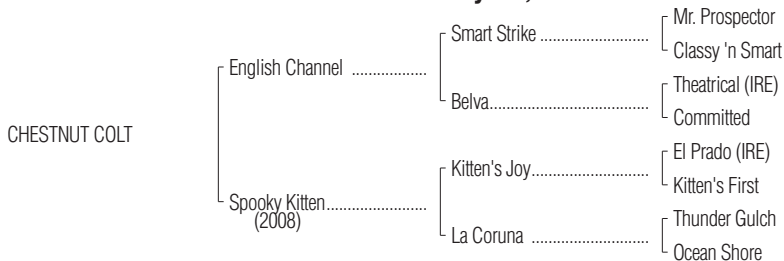 Mr. Prospector
Smart Strike ..................
Classy 'n Smart
English Channel ..................
Theatrical (IRE)
Belva......................................
Committed
CHESTNUT COLT
El Prado (IRE)
Kitten's Joy............................
Kitten's First
Spooky Kitten........................
(2008)
Thunder Gulch
La Coruna ............................
Ocean Shore